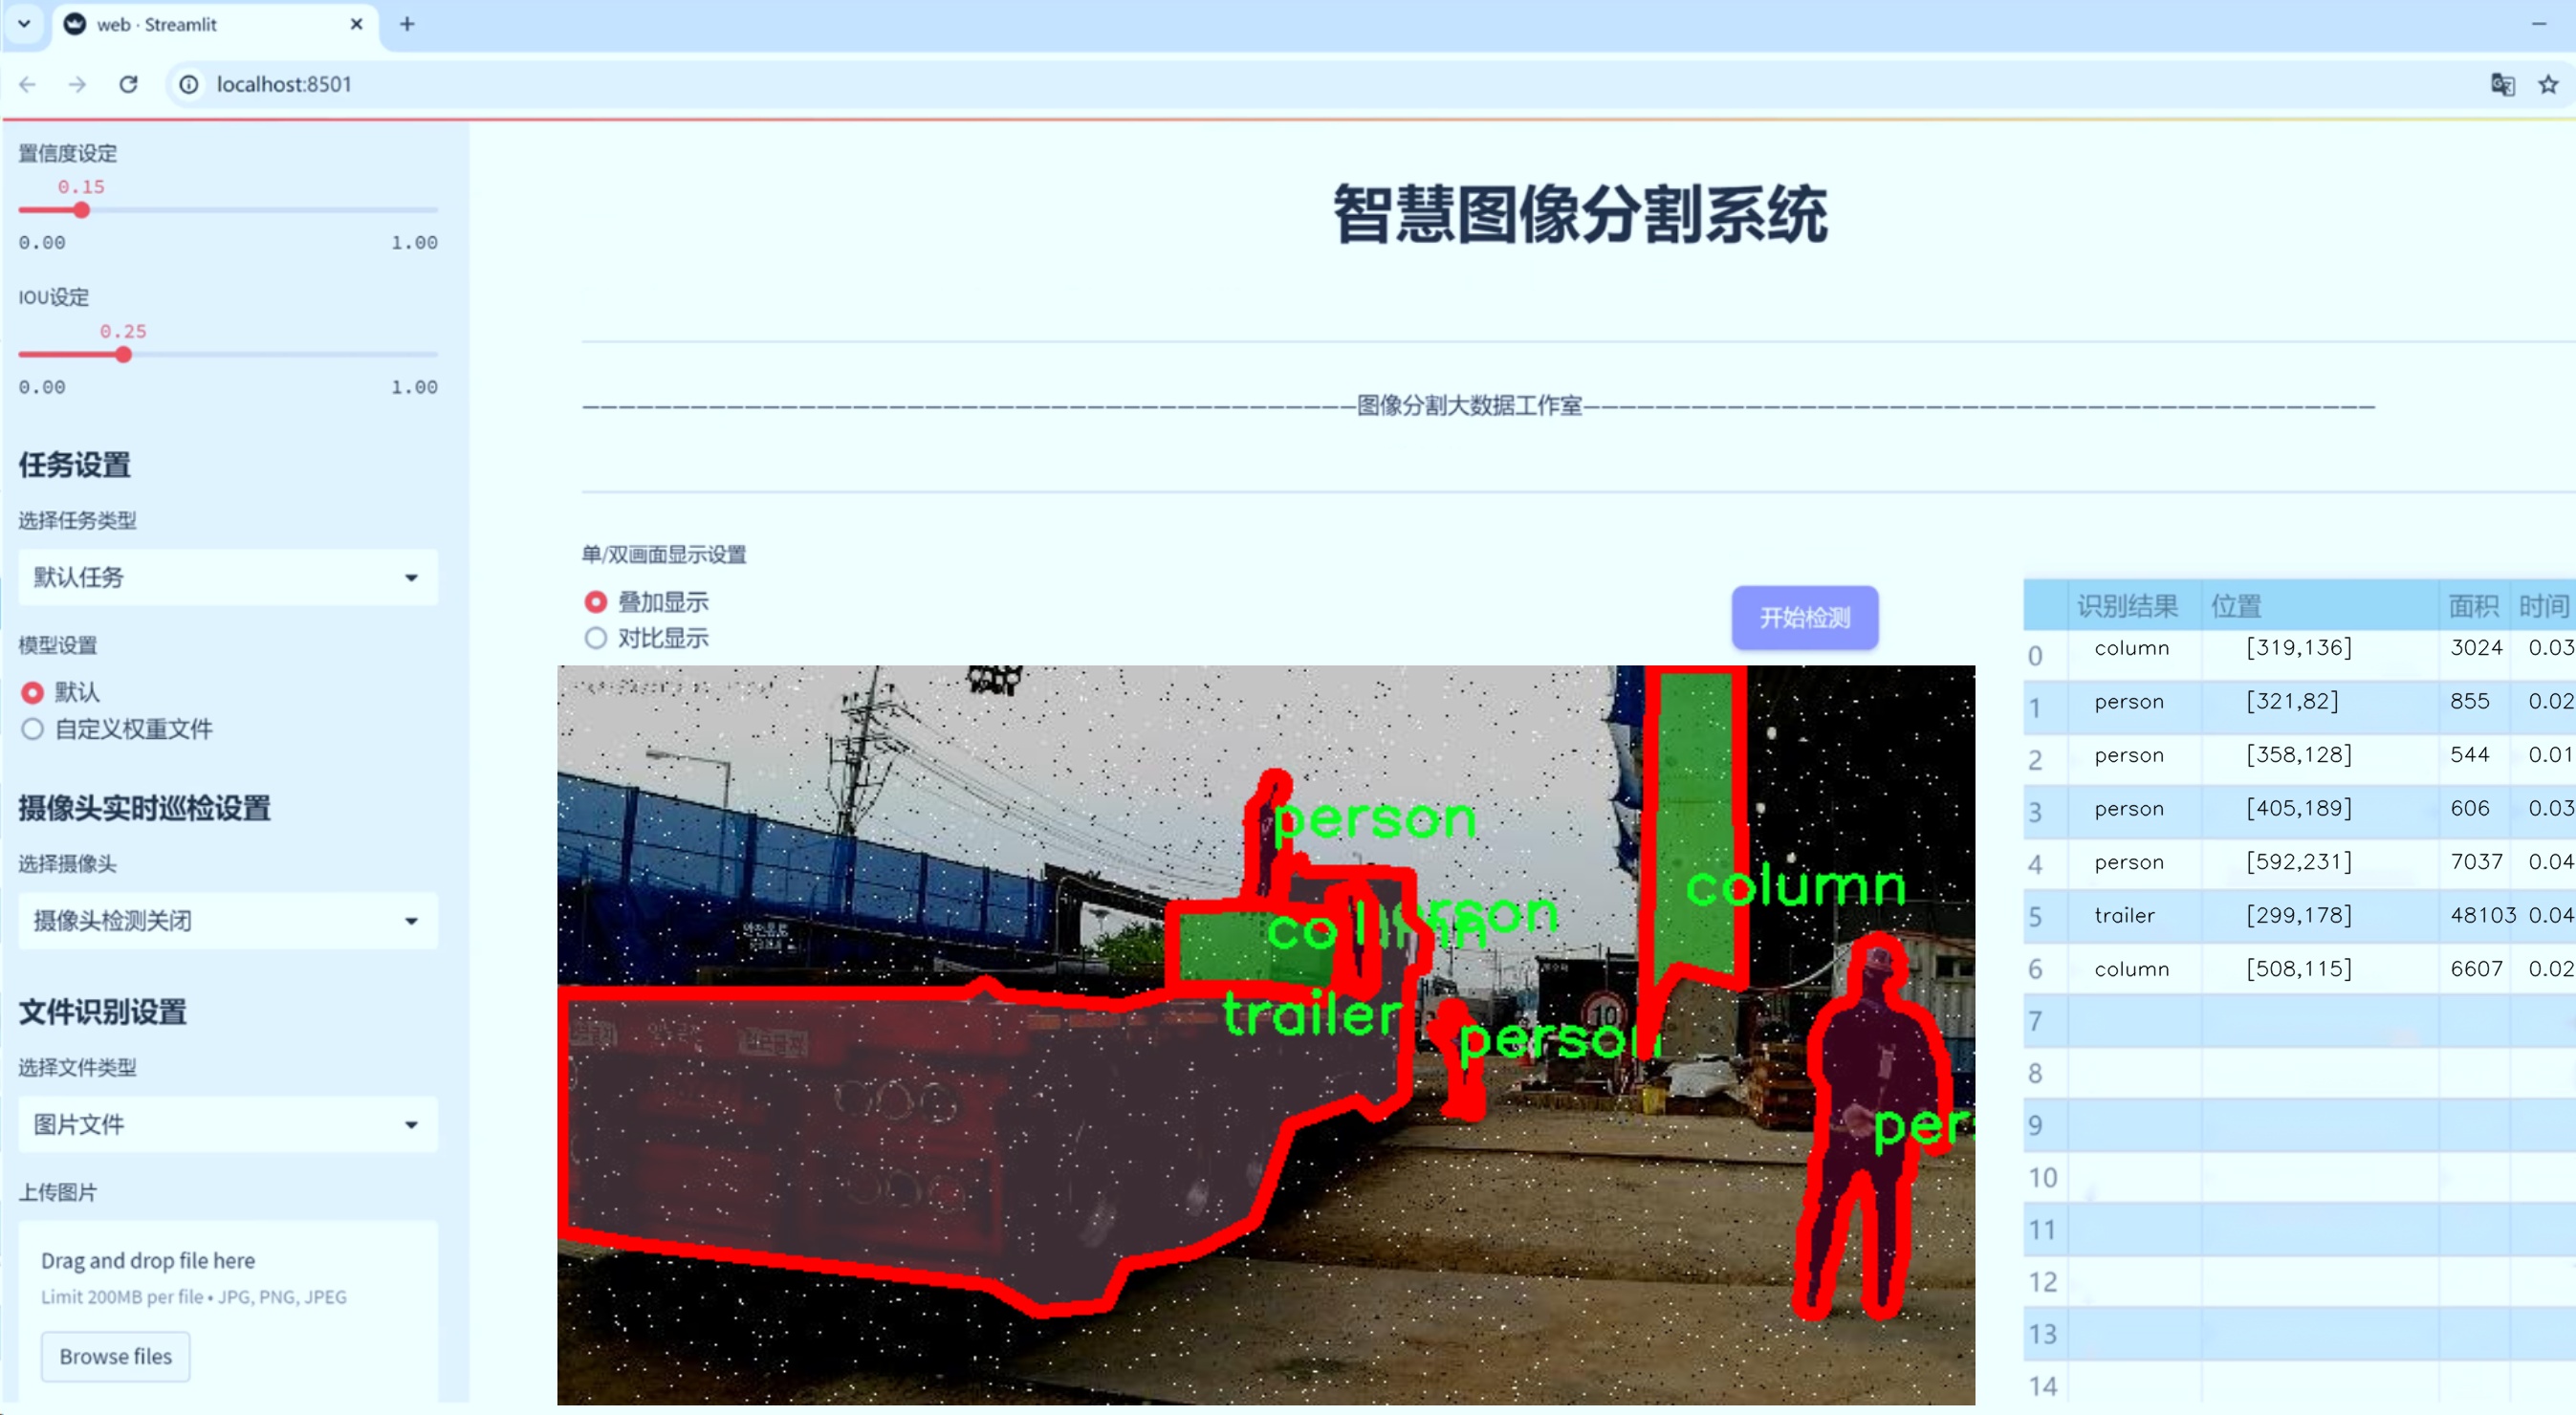 web · Streamlit
localhost:8501
置信度设定
0.15
0.00 1.00
IOU设定
0.25
0.00 1.00
任务设置
选择任务类型
默认任务
模型设置
默认
自定义权重文件
摄像头实时巡检设置
选择摄像头
摄像头检测关闭
文件识别设置
选择文件类型
图片文件
上传图片
Drag and drop file here
Limit 200MB per file • JPG, PNG, JPEG
Browse files
智慧图像分割系统
图像分割大数据工作室
单/双画面显示设置
叠加显示
对比显示
开始检测
person
column
column
trailer
10
person
识别结果 位置 面积 时间
0 column [319,136] 3024 0.03
1 person [321,82] 855 0.02
2 person [358,128] 544 0.01
3 person [405,189] 606 0.03
4 person [592,231] 7037 0.04
5 trailer [299,178] 48103 0.04
6 column [508,115] 6607 0.02
7
8
9
10
11
12
13
14